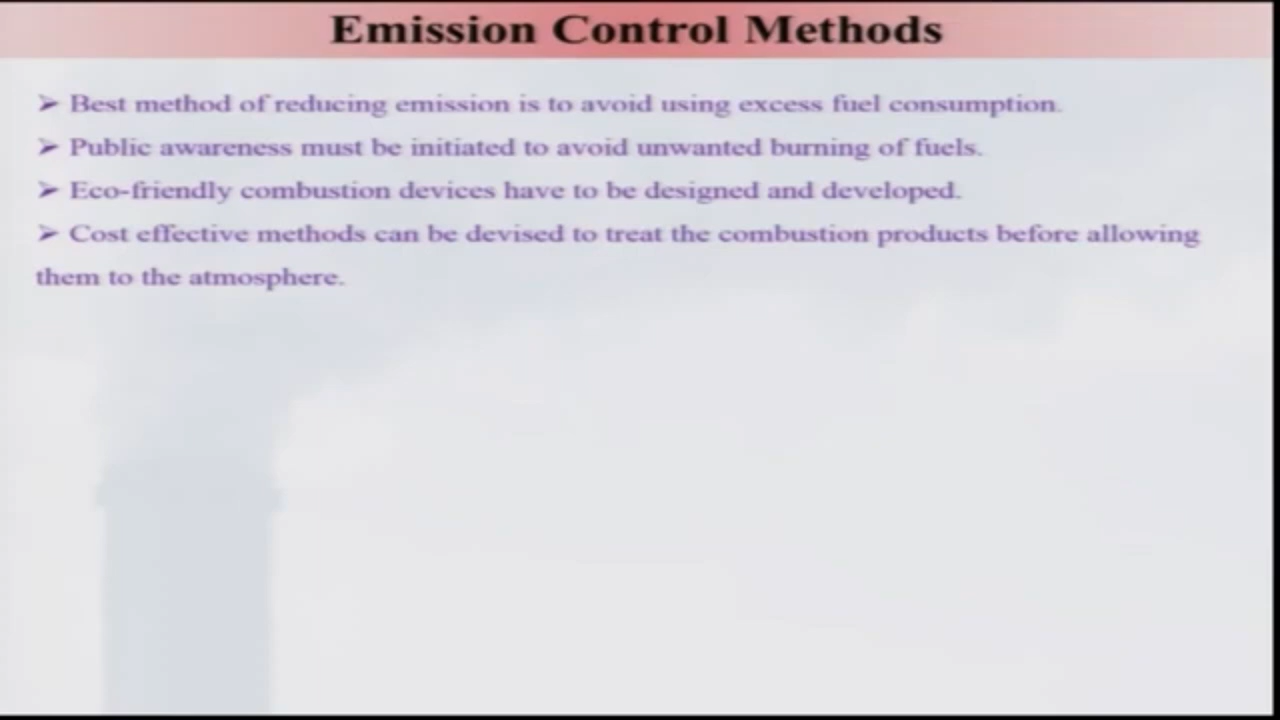 Emission Control Methods
➤ Best method of reducing emission is to avoid using excess fuel consumption.
➤ Public awareness must be initiated to avoid unwanted burning of fuels.
➤ Eco-friendly combustion devices have to be designed and developed.
➤ Cost effective methods can be devised to treat the combustion products before allowing
them to the atmosphere.